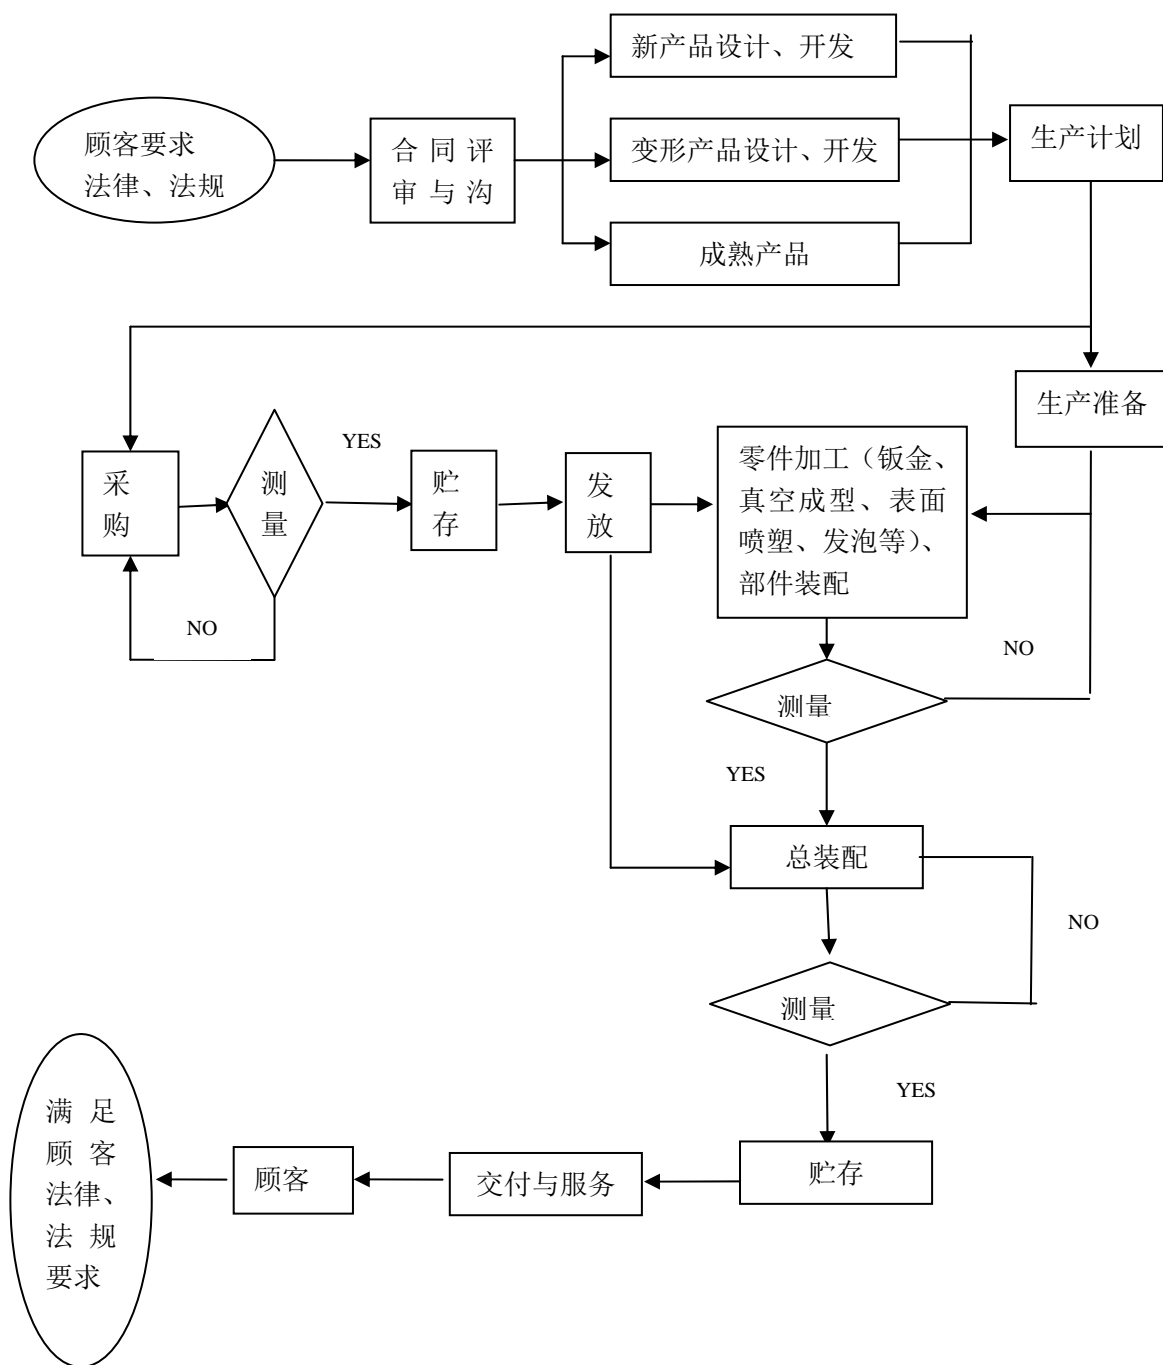 新产品设计、开发
顾客要求
法律、法规
合同评
审与沟
变形产品设计、开发
生产计划
成熟产品
生产准备
采
购
测
量
YES
贮
存
发
放
零件加工（钣金、
真空成型、表面
喷塑、发泡等）、
部件装配
NO
NO
测量
YES
总装配
NO
测量
YES
满足
顾客
法律、
法规
要求
顾客
交付与服务
贮存